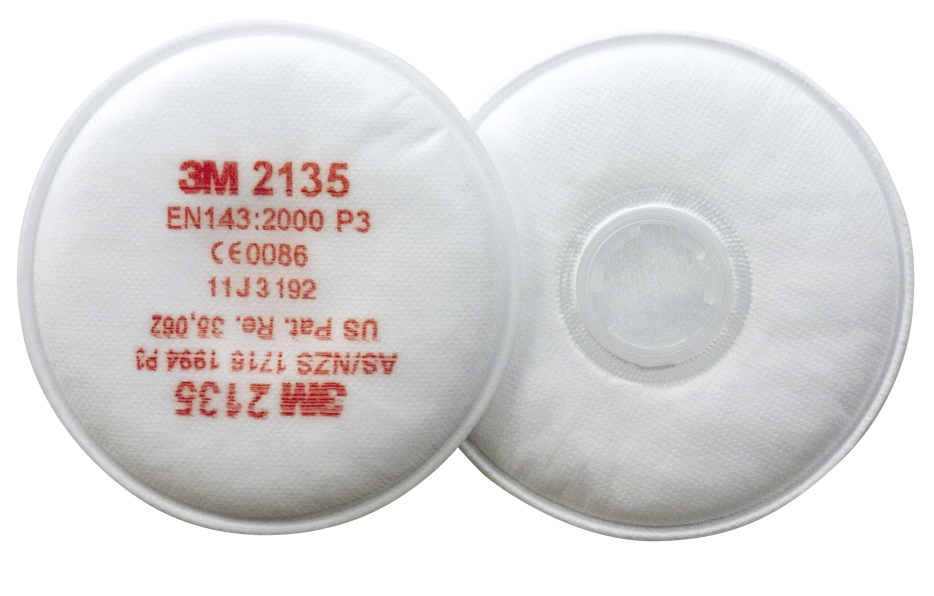 3M 2135
EN143:2000 P3
CE0086
11J3192
US Pat. Re. 35,062
AS/NZS 1716 1994 P3
3M 2135